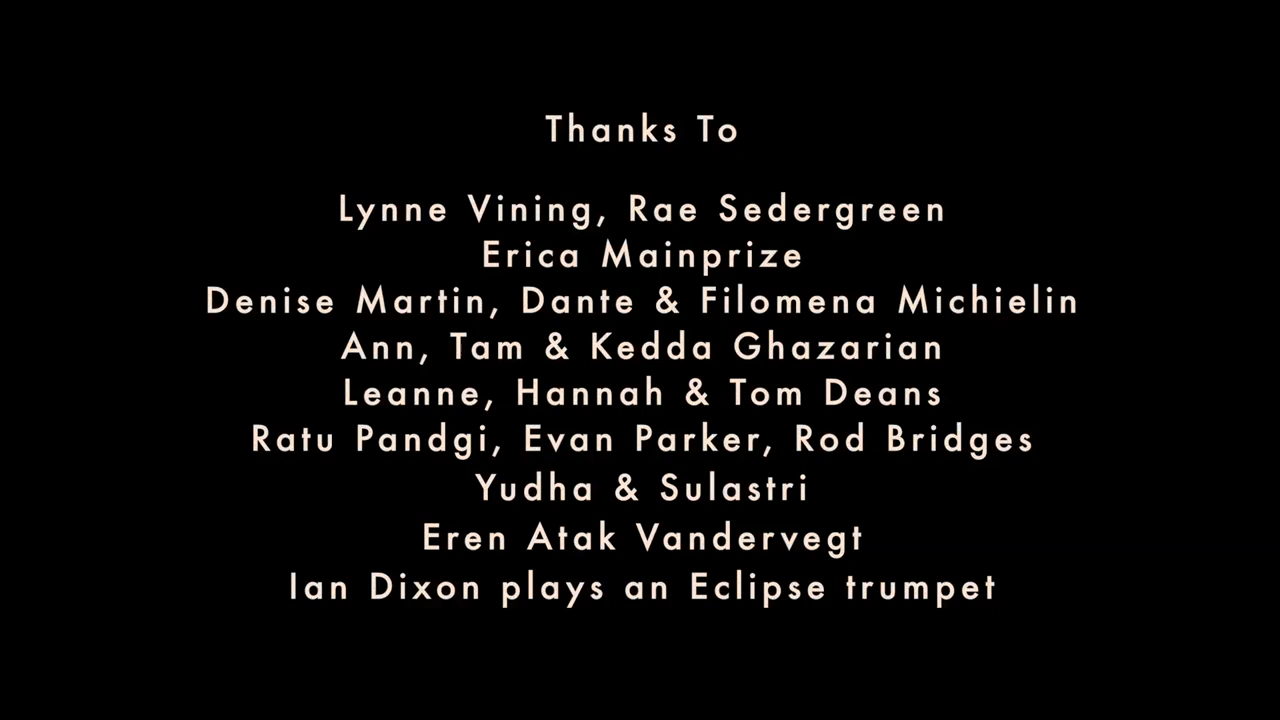 Thanks To
Lynne Vining, Rae Sedergreen
Erica Mainprize
Denise Martin, Dante & Filomena Michielin
Ann, Tam & Kedda Ghazarian
Leanne, Hannah & Tom Deans
Ratu Pandgi, Evan Parker, Rod Bridges
Yudha & Sulastri
Eren Atak Vandervegt
Ian Dixon plays an Eclipse trumpet